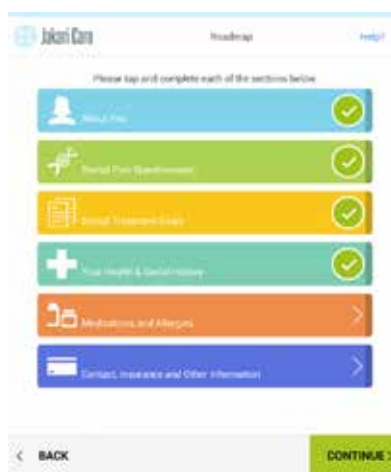 Jakari Care
Roadmap
Help?
Please tap and complete each of the sections below
About You
Dental Pain Questionnaire
Dental Treatment Goals
Your Health & Dental History
Medications and Allergies
Contact, Insurance and Other Information
< BACK
CONTINUE >